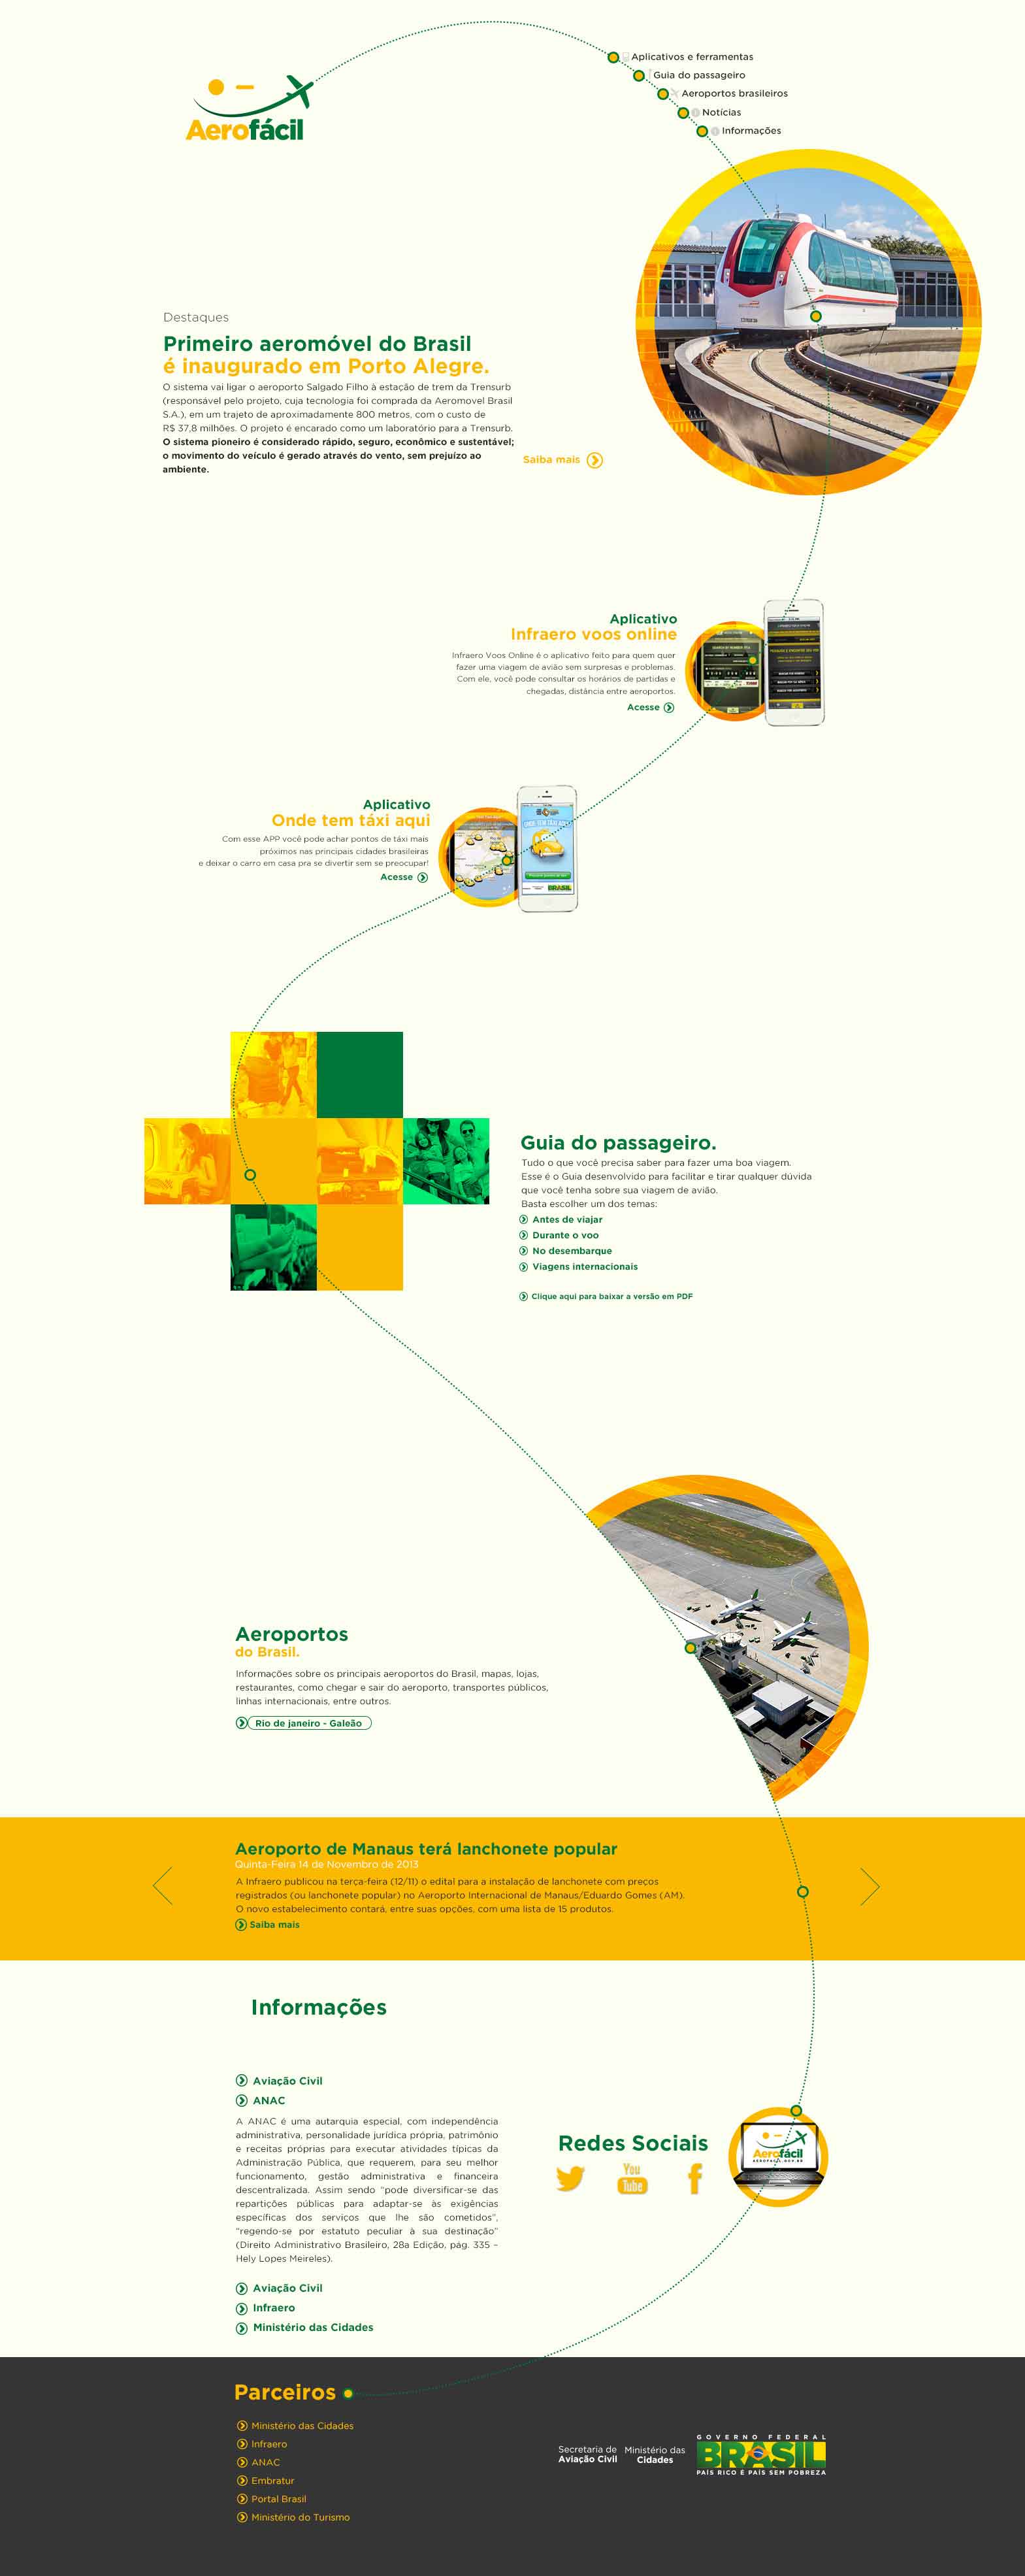 Aerofácil
Aplicativos e ferramentas
Guia do passageiro
Aeroportos brasileiros
Notícias
Informações
Destaques
Primeiro aeromóvel do Brasil
é inaugurado em Porto Alegre.
O sistema vai ligar o aeroporto Salgado Filho à estação de trem da Trensurb
(responsável pelo projeto, cuja tecnologia foi comprada da Aeromovel Brasil
S.A.), em um trajeto de aproximadamente 800 metros, com o custo de
R$ 37,8 milhões. O projeto é encarado como um laboratório para a Trensurb.
O sistema pioneiro é considerado rápido, seguro, econômico e sustentável;
o movimento do veículo é gerado através do vento, sem prejuízo ao
ambiente.
Saiba mais
Aplicativo
Infraero voos online
Infraero Voos Online é o aplicativo feito para quem quer
fazer uma viagem de avião sem surpresas e problemas.
Com ele, você pode consultar os horários de partidas e
chegadas, distância entre aeroportos.
Acesse
Aplicativo
Onde tem táxi aqui
Com esse APP você pode achar pontos de táxi mais
próximos nas principais cidades brasileiras
e deixar o carro em casa pra se divertir sem se preocupar!
Acesse
ONDE TEM TÁXI AQUI
BRASIL
Guia do passageiro.
Tudo o que você precisa saber para fazer uma boa viagem.
Esse é o Guia desenvolvido para facilitar e tirar qualquer dúvida
que você tenha sobre sua viagem de avião.
Basta escolher um dos temas:
Antes de viajar
Durante o voo
No desembarque
Viagens internacionais
Clique aqui para baixar a versão em PDF
Aeroportos
do Brasil.
Informações sobre os principais aeroportos do Brasil, mapas, lojas,
restaurantes, como chegar e sair do aeroporto, transportes públicos,
linhas internacionais, entre outros.
Rio de janeiro - Galeão
Aeroporto de Manaus terá lanchonete popular
Quinta-Feira 14 de Novembro de 2013
A Infraero publicou na terça-feira (12/11) o edital para a instalação de lanchonete com preços
registrados (ou lanchonete popular) no Aeroporto Internacional de Manaus/Eduardo Gomes (AM).
O novo estabelecimento contará, entre suas opções, com uma lista de 15 produtos.
Saiba mais
Informações
Aviação Civil
ANAC
A ANAC é uma autarquia especial, com independência
administrativa, personalidade jurídica própria, patrimônio
e receitas próprias para executar atividades típicas da
Administração Pública, que requerem, para seu melhor
funcionamento, gestão administrativa e financeira
descentralizada. Assim sendo "pode diversificar-se das
repartições públicas para adaptar-se às exigências
específicas dos serviços que lhe são cometidos",
"regendo-se por estatuto peculiar à sua destinação"
(Direito Administrativo Brasileiro, 28a Edição, pág. 335 –
Hely Lopes Meireles).
Aviação Civil
Infraero
Ministério das Cidades
Redes Sociais
You
Tube
Aerofácil
AEROFACIL.GOV.BR
Parceiros
Ministério das Cidades
Infraero
ANAC
Embratur
Portal Brasil
Ministério do Turismo
Secretaria de
Aviação Civil
Ministério das
Cidades
GOVERNO FEDERAL
BRASIL
PAÍS RICO É PAÍS SEM POBREZA